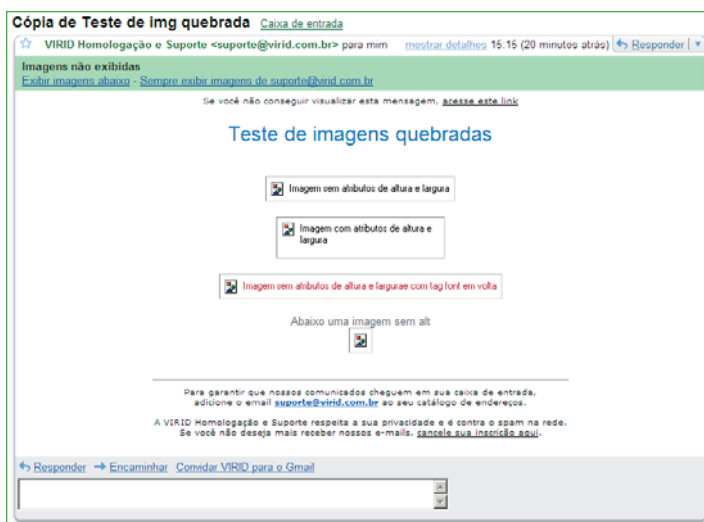 Cópia de Teste de img quebrada Caixa de entrada
VIRID Homologação e Suporte <suporte@virid.com.br> para mim mostrar detalhes 15:15 (20 minutos atrás) Responder
Imagens não exibidas
Exibir imagens abaixo - Sempre exibir imagens de suporte@virid.com.br
Se você não conseguir visualizar esta mensagem, acesse este link
Teste de imagens quebradas
Imagem sem atributos de altura e largura
Imagem com atributos de altura e
largura
Imagem sem atributos de altura e largurae com tag font em volta
Abaixo uma imagem sem alt
Para garantir que nossos comunicados cheguem em sua caixa de entrada,
adicione o email suporte@virid.com.br ao seu catálogo de endereços.
A VIRID Homologação e Suporte respeita a sua privacidade e é contra o spam na rede.
Se você não deseja mais receber nossos e-mails, cancele sua inscrição aqui.
Responder Encaminhar Convidar VIRID para o Gmail